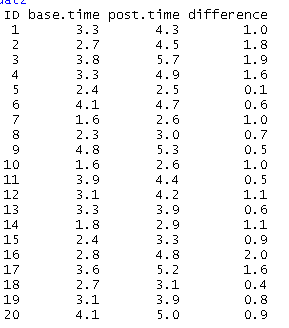 ID base.time post.time difference
1 3.3 4.3 1.0
2 2.7 4.5 1.8
3 3.8 5.7 1.9
4 3.3 4.9 1.6
5 2.4 2.5 0.1
6 4.1 4.7 0.6
7 1.6 2.6 1.0
8 2.3 3.0 0.7
9 4.8 5.3 0.5
10 1.6 2.6 1.0
11 3.9 4.4 0.5
12 3.1 4.2 1.1
13 3.3 3.9 0.6
14 1.8 2.9 1.1
15 2.4 3.3 0.9
16 2.8 4.8 2.0
17 3.6 5.2 1.6
18 2.7 3.1 0.4
19 3.1 3.9 0.8
20 4.1 5.0 0.9